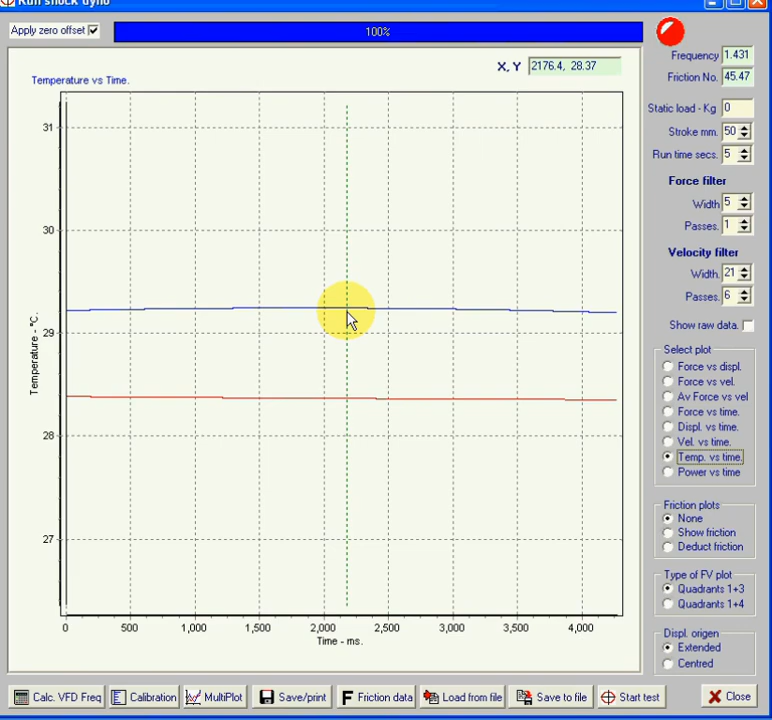 Run shock dyno
Apply zero offset
100%
X, Y 2176.4, 28.37
Temperature vs Time.
31
30
29
28
27
Temperature - °C.
0 500 1,000 1,500 2,000 2,500 3,000 3,500 4,000
Time - ms.
Frequency 1.431
Friction No. 45.47
Static load - Kg 0
Stroke mm. 50
Run time secs. 5
Force filter
Width 5
Passes. 1
Velocity filter
Width. 21
Passes: 6
Show raw data.
Select plot
Force vs displ.
Force vs vel.
Av Force vs vel
Force vs time.
Displ. vs time.
Vel. vs time.
Temp. vs time.
Power vs time
Friction plots
None
Show friction
Deduct friction
Type of FV plot
Quadrants 1+3
Quadrants 1+4
Displ. origen
Extended
Centred
Calc. VFD Freq
Calibration
MultiPlot
Save/print
F Friction data
Load from file
Save to file
Start test
Close